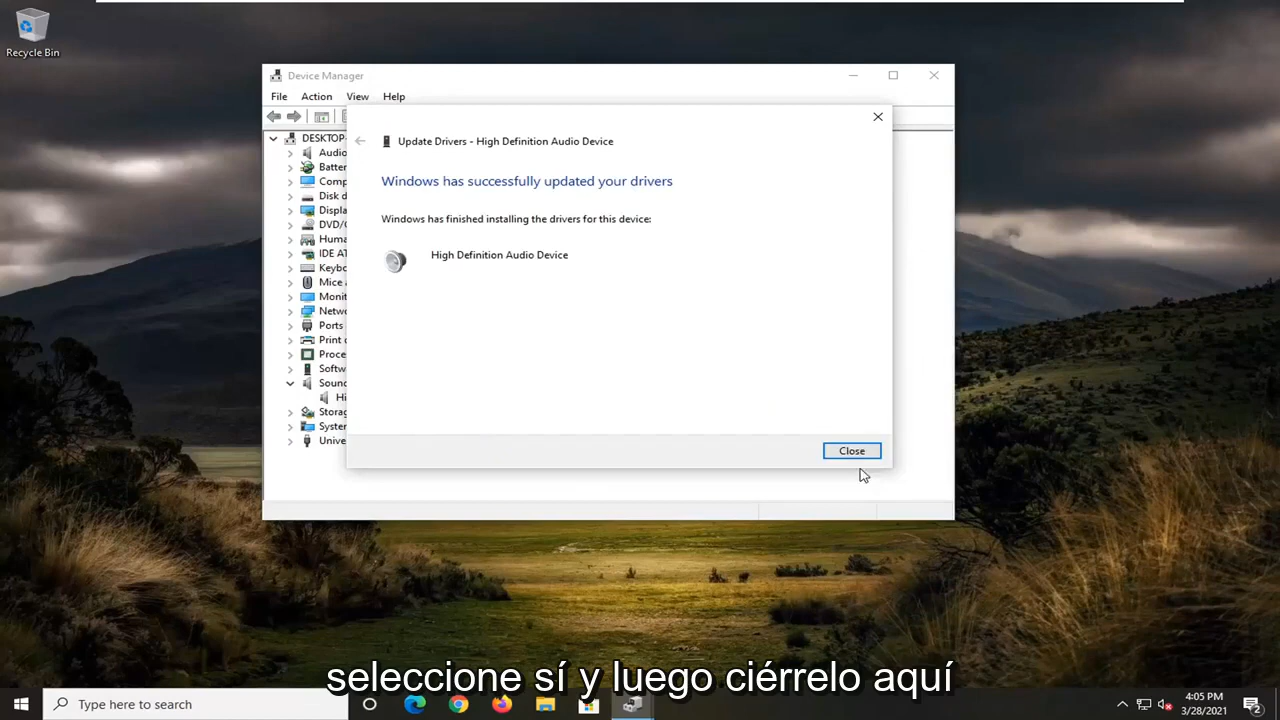 Recycle Bin
Device Manager
File Action View Help
Update Drivers - High Definition Audio Device
Windows has successfully updated your drivers
Windows has finished installing the drivers for this device:
High Definition Audio Device
Close
DESKTOP-
Audio
Batter
Comp
Disk d
Displa
DVD/
Huma
IDE AT
Keybo
Mice a
Monit
Netwo
Ports
Print
Proce
Softw
Sound
Hi
Storag
System
Unive
seleccione sí y luego ciérrelo aquí
Type here to search
4:05 PM
3/28/2021
2